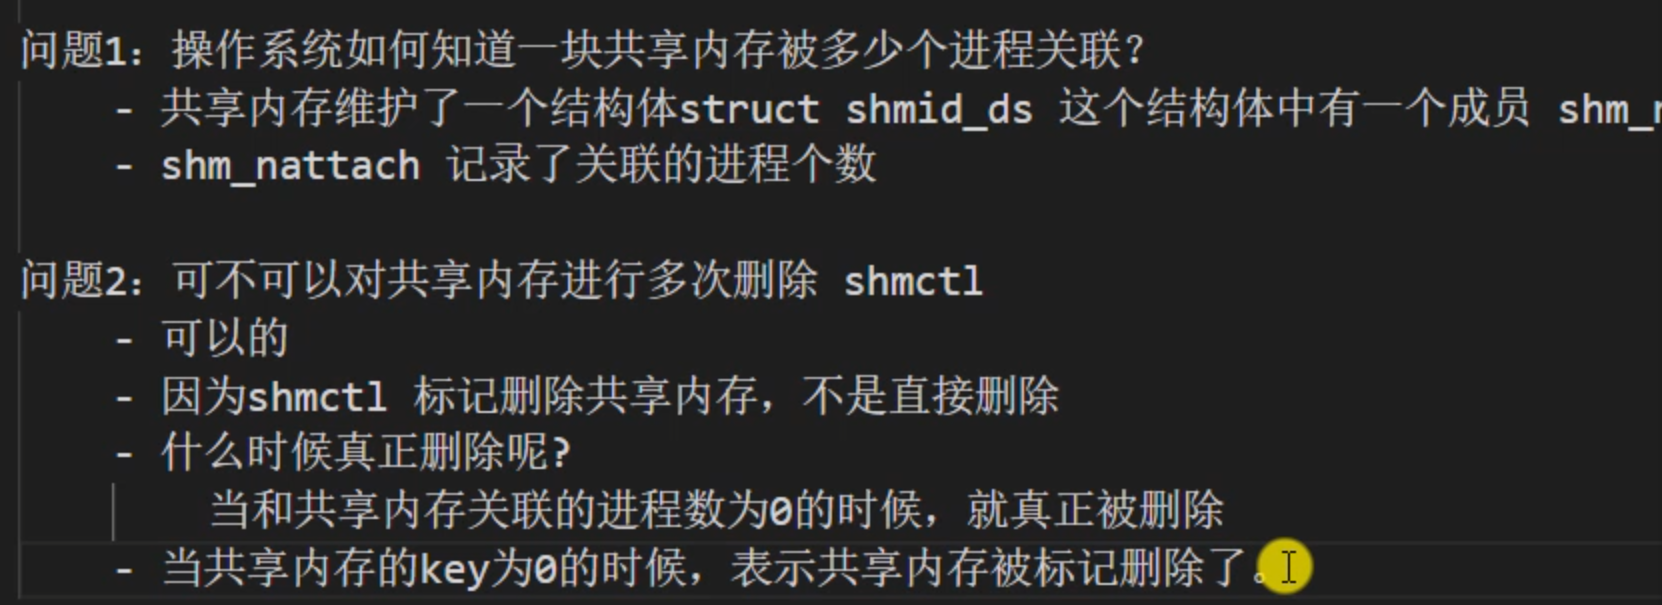 问题1：操作系统如何知道一块共享内存被多少个进程关联？
- 共享内存维护了一个结构体struct shmid_ds 这个结构体中有一个成员 shm_
- shm_nattach 记录了关联的进程个数
问题2：可不可以对共享内存进行多次删除 shmctl
- 可以的
- 因为shmctl 标记删除共享内存，不是直接删除
- 什么时候真正删除呢?
当和共享内存关联的进程数为0的时候，就真正被删除
- 当共享内存的key为0的时候，表示共享内存被标记删除了。